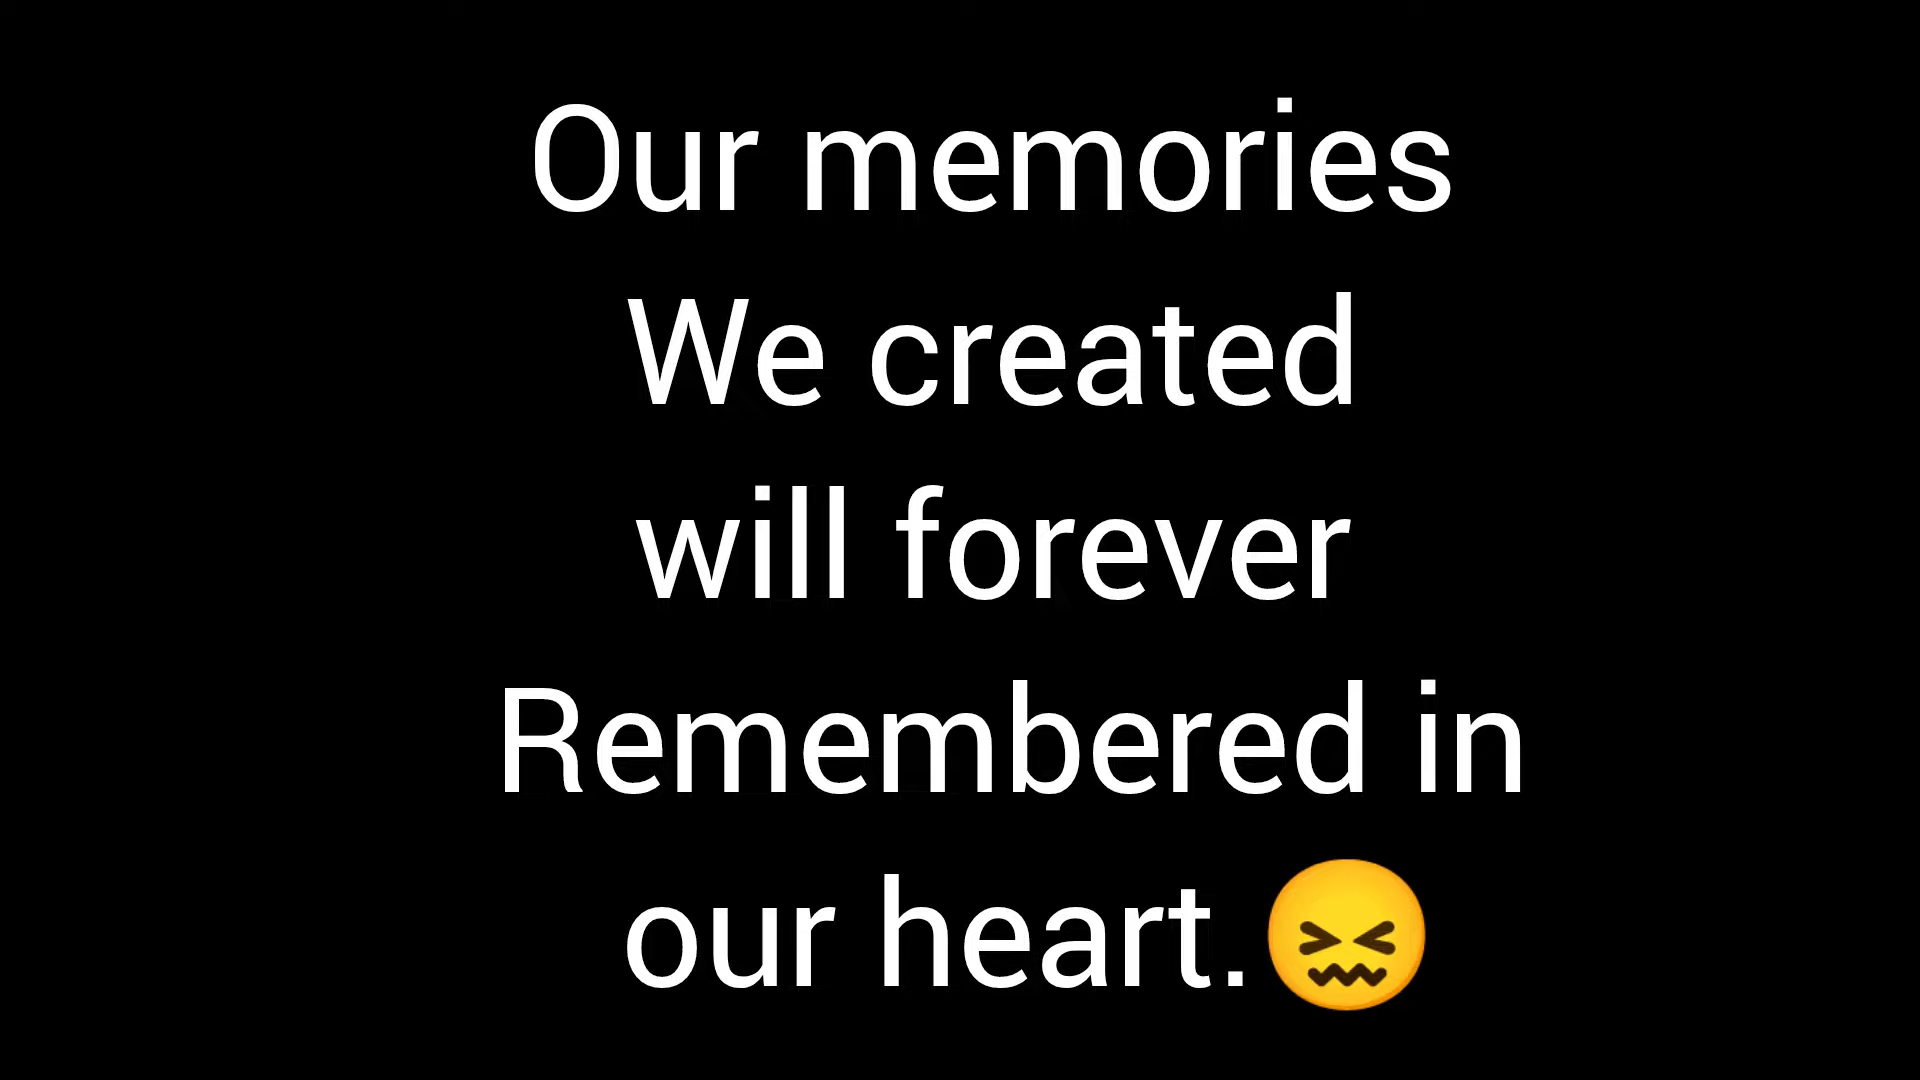 Our memories
We created
will forever
Remembered in
our heart.😖